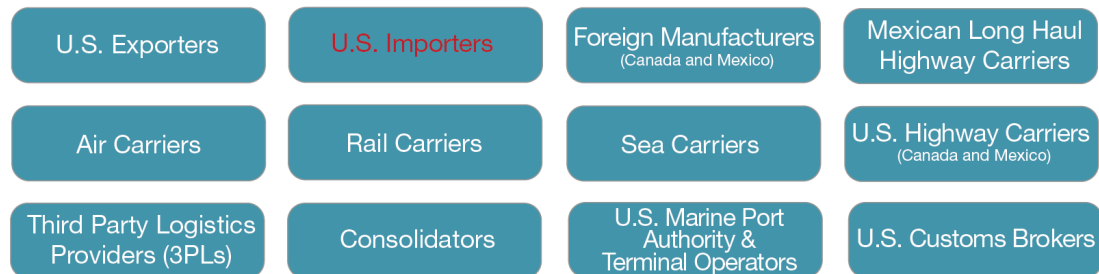 U.S. Exporters
U.S. Importers
Foreign Manufacturers
(Canada and Mexico)
Mexican Long Haul
Highway Carriers
Air Carriers
Rail Carriers
Sea Carriers
U.S. Highway Carriers
(Canada and Mexico)
Third Party Logistics
Providers (3PLs)
Consolidators
U.S. Marine Port
Authority &
Terminal Operators
U.S. Customs Brokers